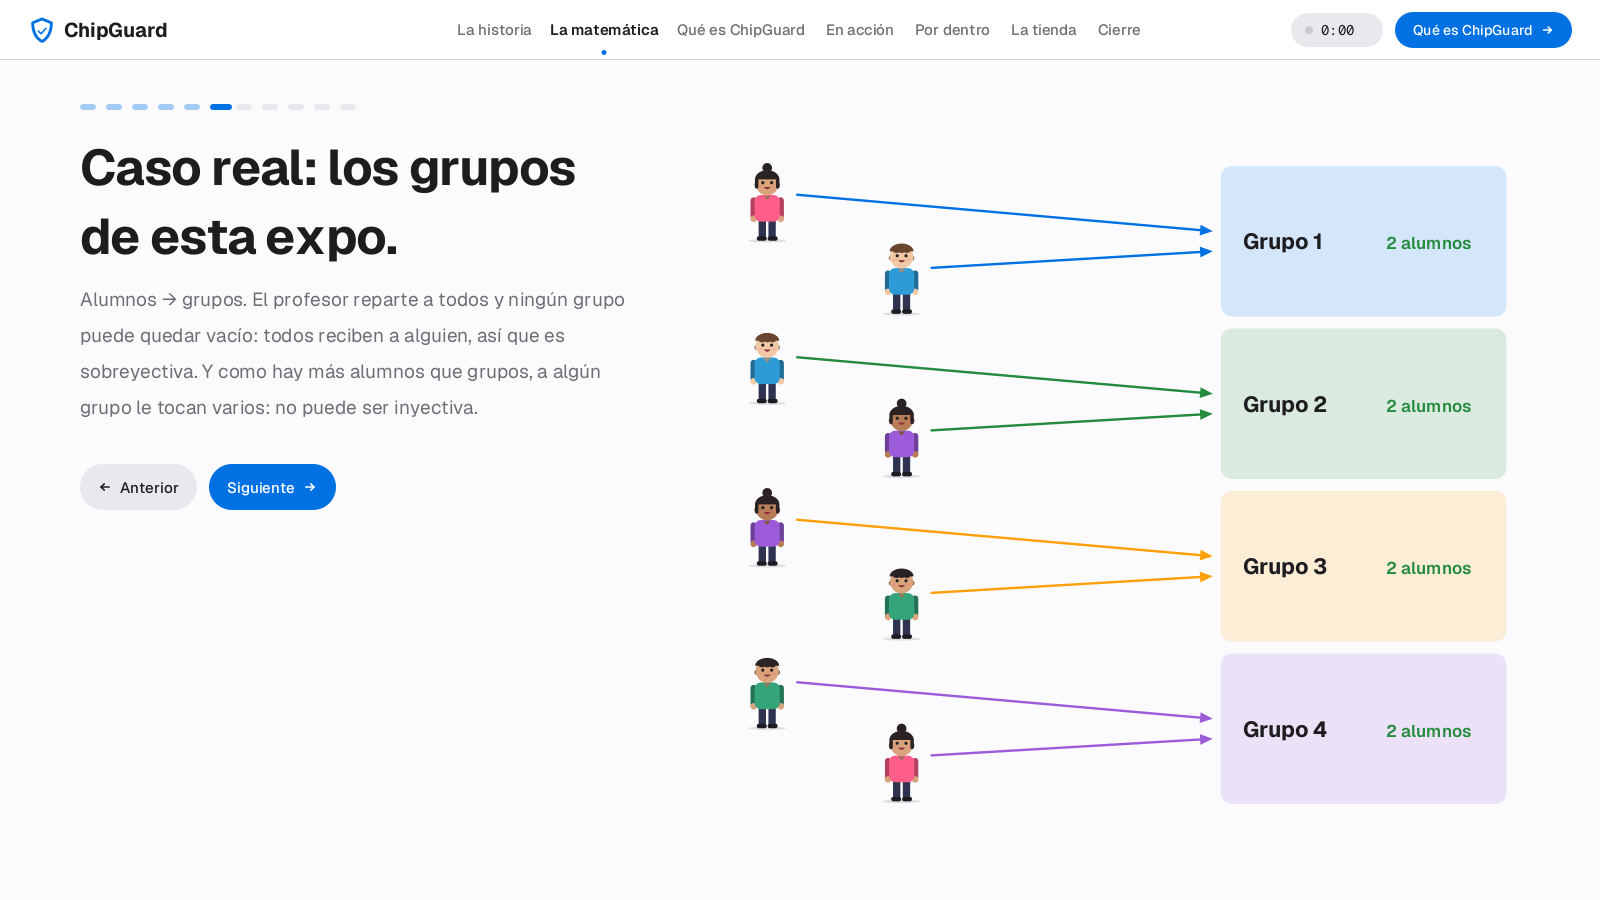 ChipGuard
La historia
La matemática
Qué es ChipGuard
En acción
Por dentro
La tienda
Cierre
0:00
Qué es ChipGuard →
Caso real: los grupos
de esta expo.
Alumnos → grupos. El profesor reparte a todos y ningún grupo
puede quedar vacío: todos reciben a alguien, así que es
sobreyectiva. Y como hay más alumnos que grupos, a algún
grupo le tocan varios: no puede ser inyectiva.
← Anterior
Siguiente →
Grupo 1 2 alumnos
Grupo 2 2 alumnos
Grupo 3 2 alumnos
Grupo 4 2 alumnos